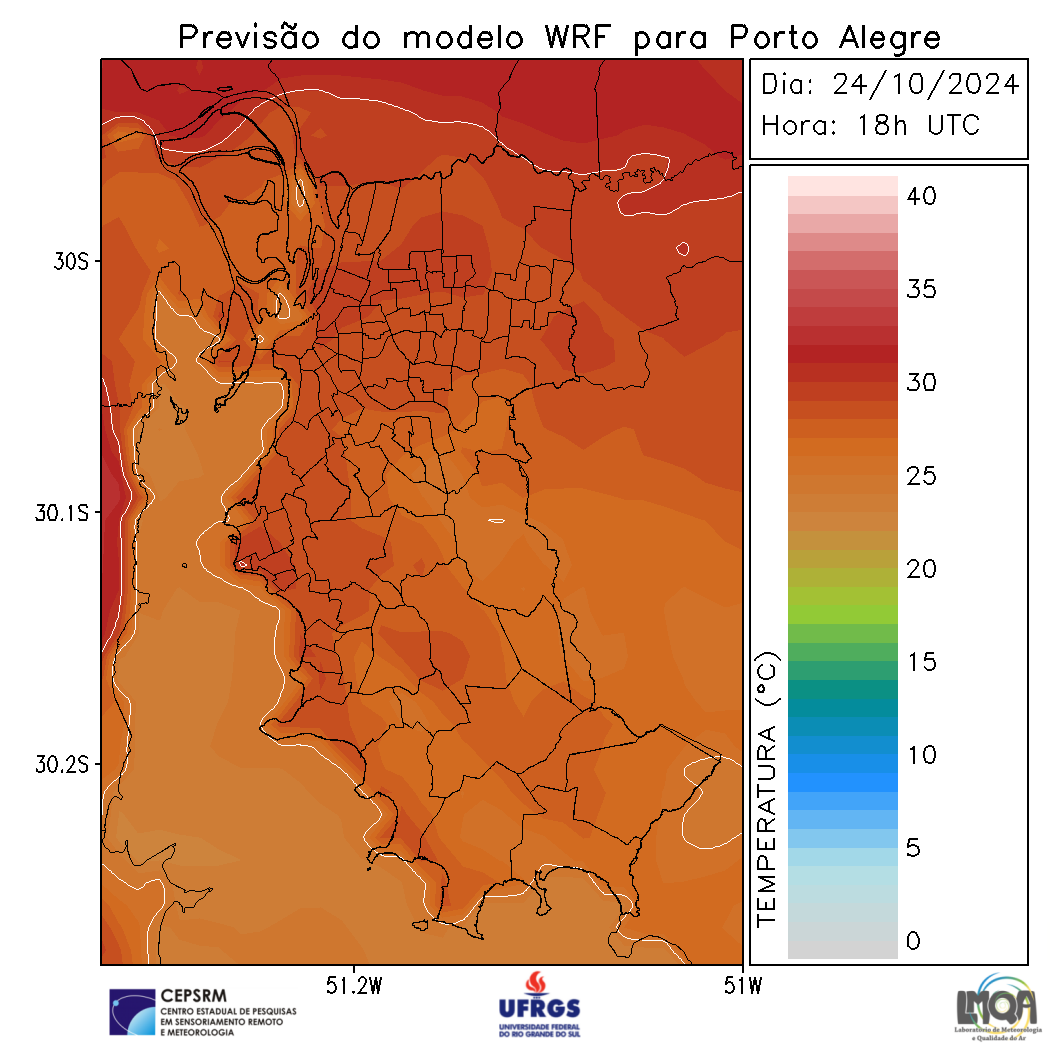 Previsão do modelo WRF para Porto Alegre
Dia: 24/10/2024
Hora: 18h UTC
40
35
30
25
20
15
10
5
0
TEMPERATURA (°C)
30S
30.1S
30.2S
51.2W
51W
CEPSRM
CENTRO ESTADUAL DE PESQUISAS
EM SENSORIAMENTO REMOTO
E METEOROLOGIA
UFRGS
UNIVERSIDADE FEDERAL
DO RIO GRANDE DO SUL
LMQA
Laboratório de Meteorologia
e Qualidade do Ar